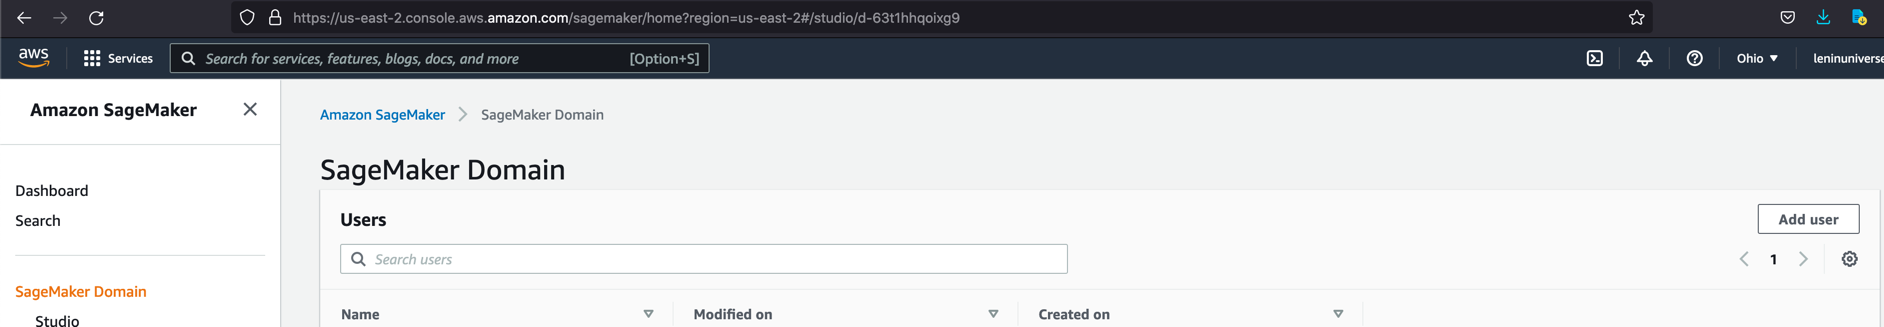 https://us-east-2.console.aws.amazon.com/sagemaker/home?region=us-east-2#/studio/d-63t1hhqoixg9
aws Services Search for services, features, blogs, docs, and more [Option+S] Ohio leninuniverse
Amazon SageMaker
Dashboard
Search
SageMaker Domain
Studio
Amazon SageMaker SageMaker Domain
SageMaker Domain
Users Add user
Search users 1
Name Modified on Created on